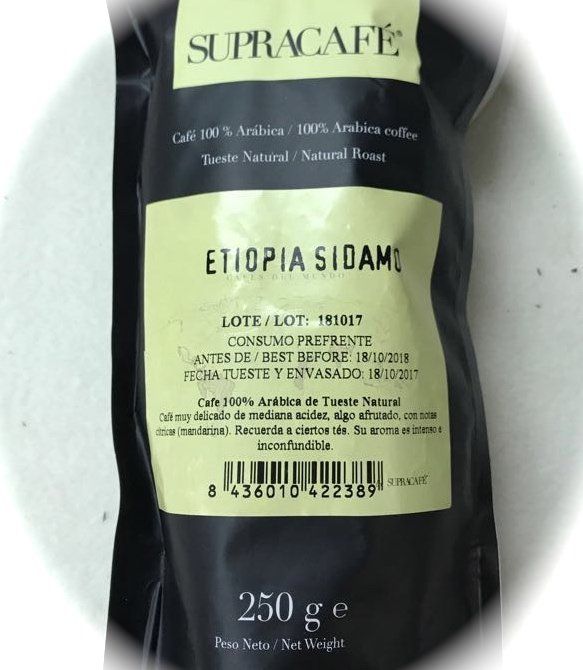 SUPRACAFÉ®
Café 100 % Arábica / 100% Arabica coffee
Tueste Natural / Natural Roast
ETIOPIA SIDAMO
CAFÉS DEL MUNDO
LOTE / LOT: 181017
CONSUMO PREFRENTE
ANTES DE / BEST BEFORE: 18/10/2018
FECHA TUESTE Y ENVASADO: 18/10/2017
Cafe 100% Arábica de Tueste Natural
Café muy delicado de mediana acidez, algo afrutado, con notas
cítricas (mandarina). Recuerda a ciertos tés. Su aroma es intenso e
inconfundible.
8 436010 422389
SUPRACAFÉ
250 g e
Peso Neto / Net Weight